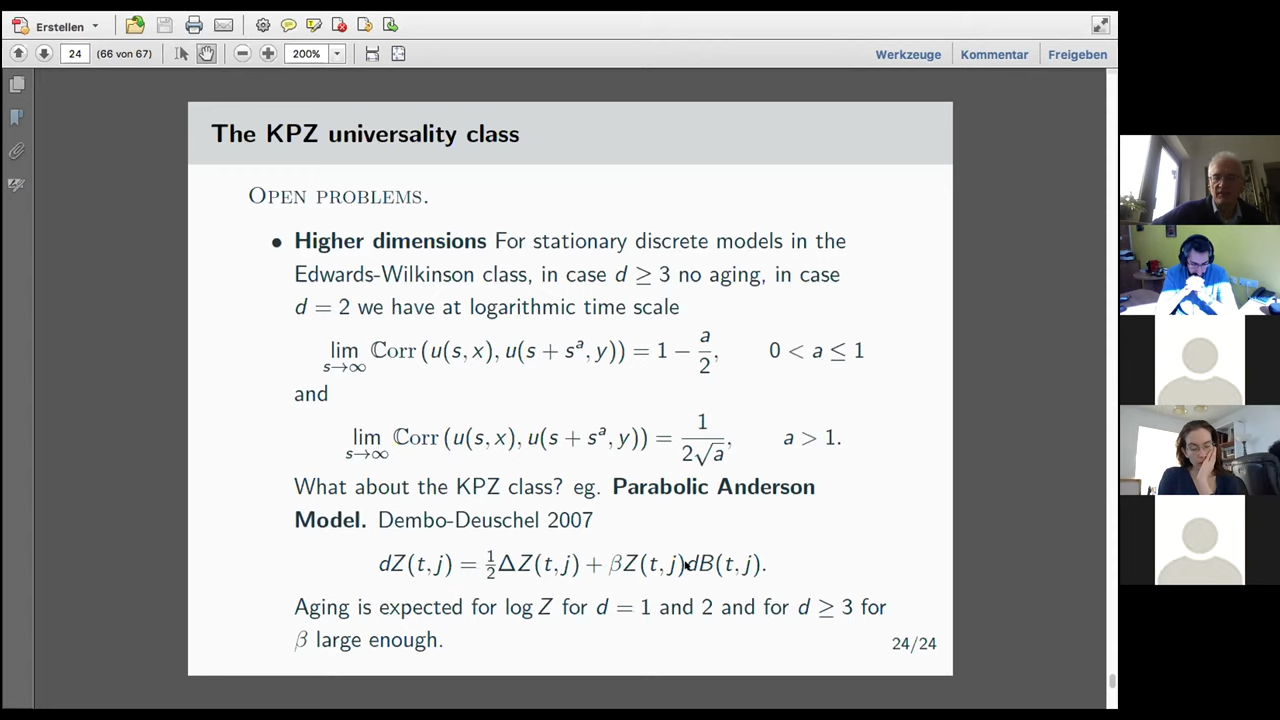 Erstellen
24 (66 von 67) 200% Werkzeuge Kommentar Freigeben
The KPZ universality class
OPEN PROBLEMS.
• Higher dimensions For stationary discrete models in the
Edwards-Wilkinson class, in case d ≥ 3 no aging, in case
d = 2 we have at logarithmic time scale
lim_{s→∞} ℂorr (u(s, x), u(s + s^a, y)) = 1 − a/2, 0 < a ≤ 1
and
lim_{s→∞} ℂorr (u(s, x), u(s + s^a, y)) = 1/(2√a), a > 1.
What about the KPZ class? eg. Parabolic Anderson
Model. Dembo-Deuschel 2007
dZ(t, j) = ½ΔZ(t, j) + βZ(t, j)dB(t, j).
Aging is expected for log Z for d = 1 and 2 and for d ≥ 3 for
β large enough.
24/24